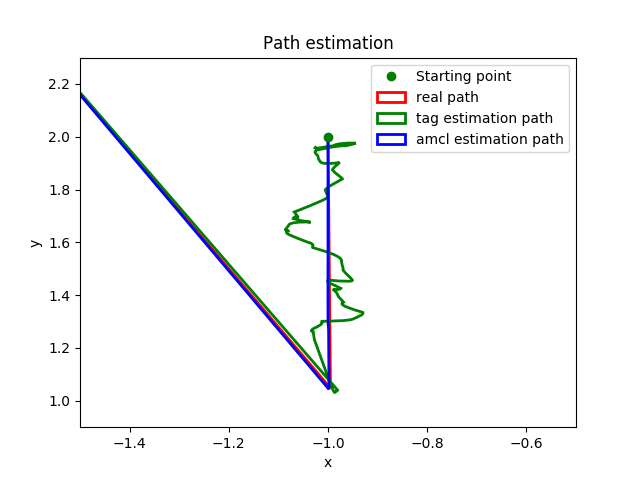 Path estimation
Starting point
real path
tag estimation path
amcl estimation path
2.2
2.0
1.8
1.6
1.4
1.2
1.0
y
−1.4 −1.2 −1.0 −0.8 −0.6
x